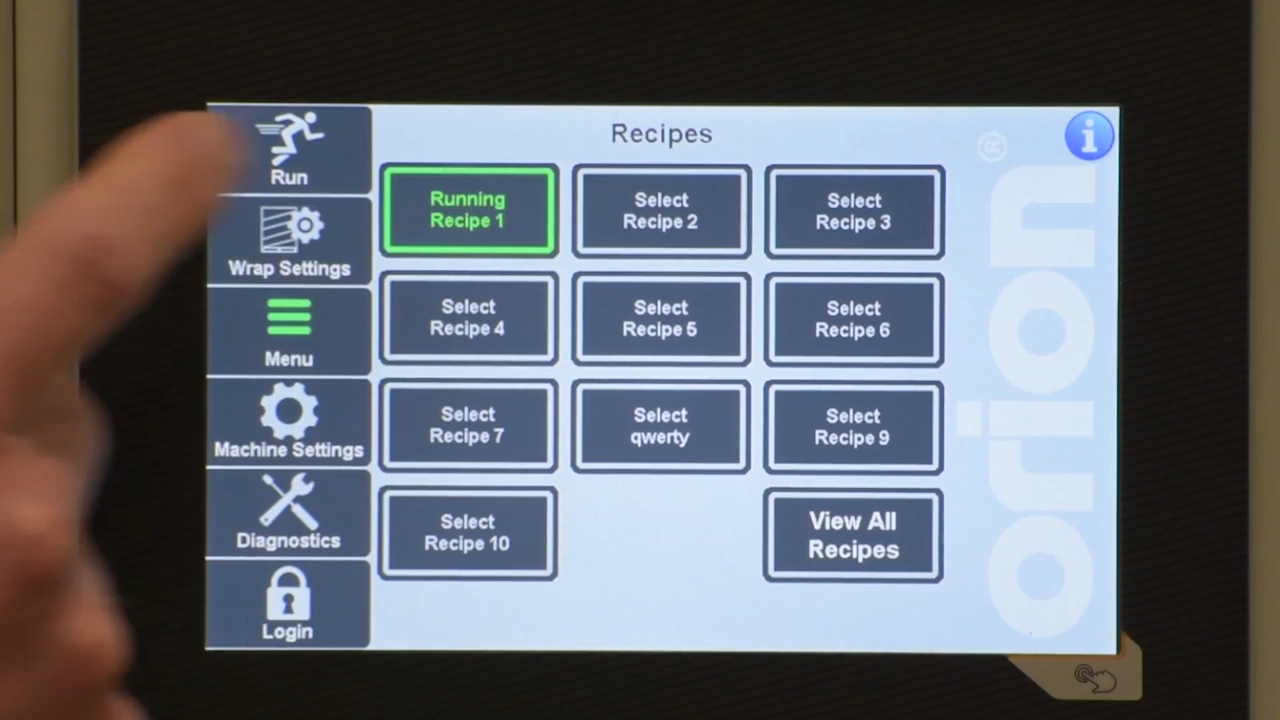 Run
Wrap Settings
Menu
Machine Settings
Diagnostics
Login
Recipes
Running
Recipe 1
Select
Recipe 2
Select
Recipe 3
Select
Recipe 4
Select
Recipe 5
Select
Recipe 6
Select
Recipe 7
Select
qwerty
Select
Recipe 9
Select
Recipe 10
View All
Recipes
i
orion®